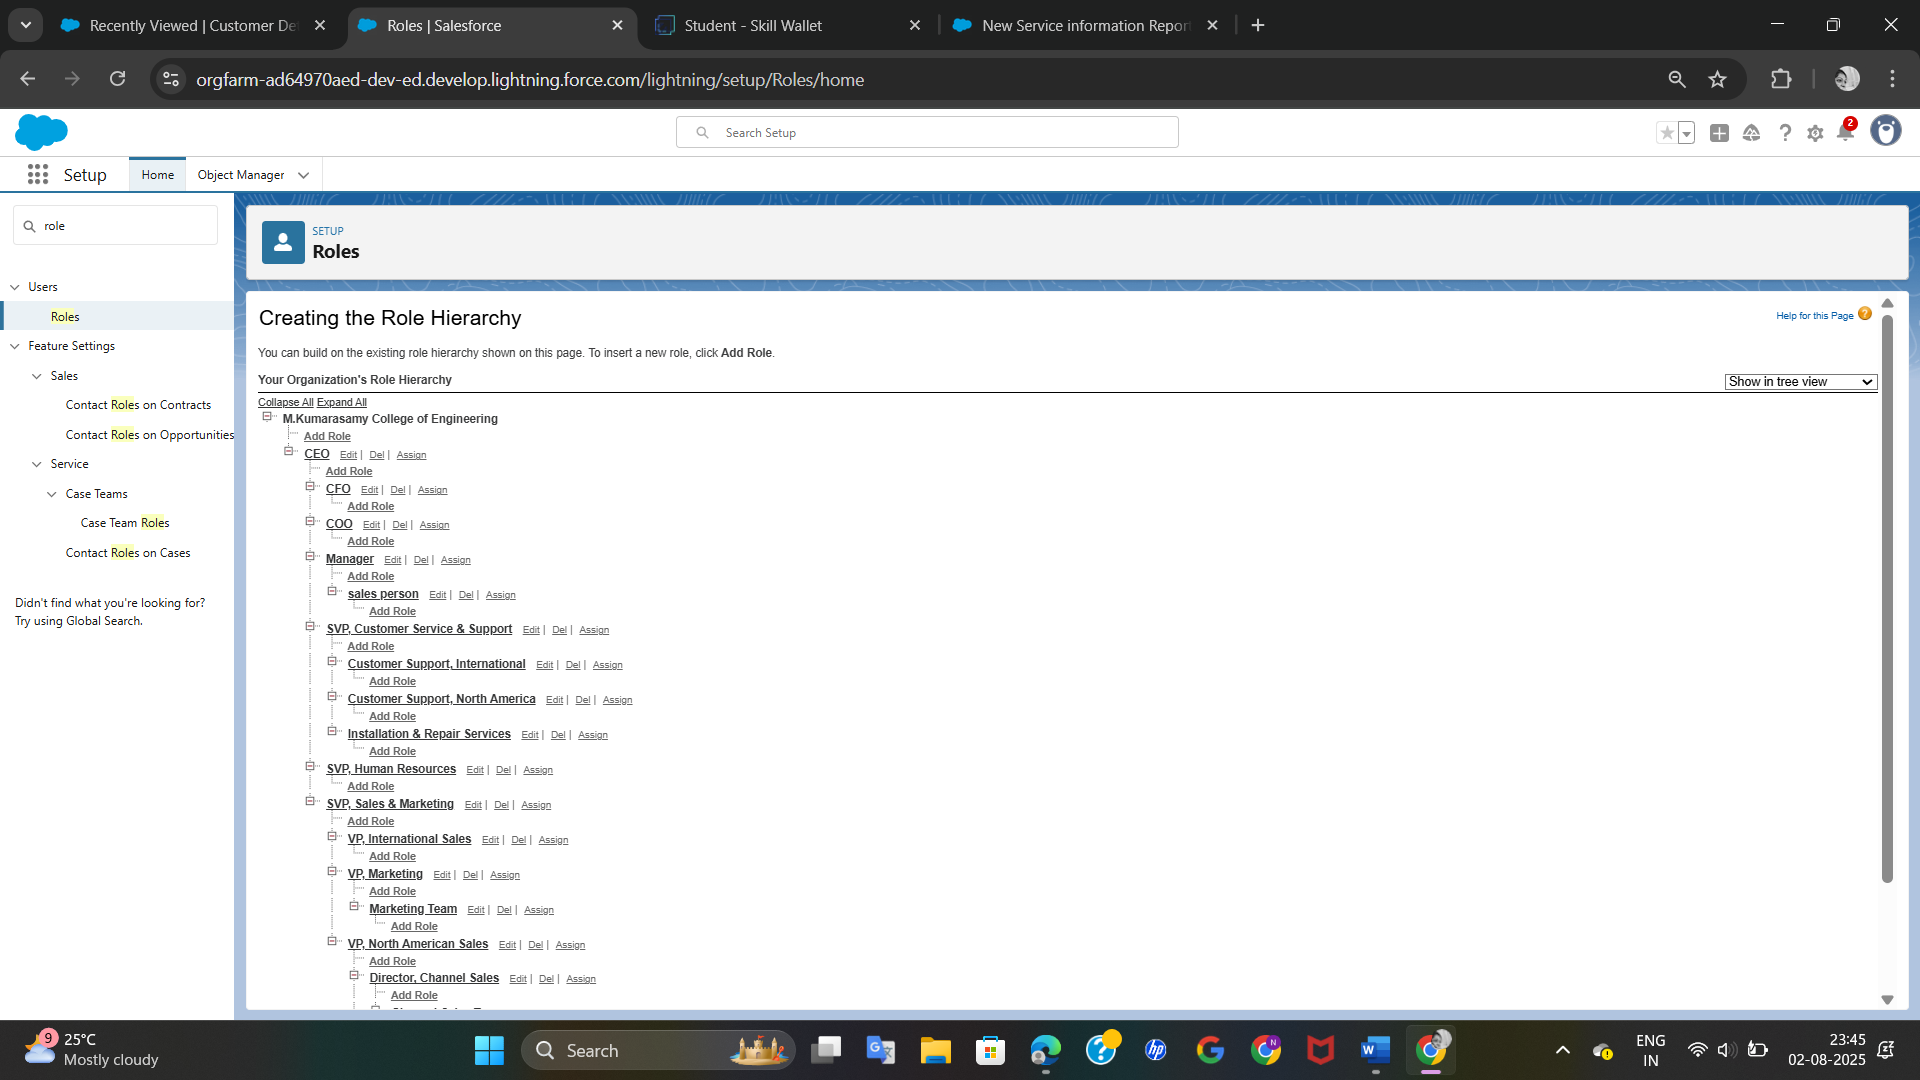 Recently Viewed | Customer De
Roles | Salesforce
Student - Skill Wallet
New Service information Report
orgfarm-ad64970aed-dev-ed.develop.lightning.force.com/lightning/setup/Roles/home
Search Setup
2
Setup
Home
Object Manager
role
Users
Roles
Feature Settings
Sales
Contact Roles on Contracts
Contact Roles on Opportunities
Service
Case Teams
Case Team Roles
Contact Roles on Cases
Didn't find what you're looking for?
Try using Global Search.
SETUP
Roles
Creating the Role Hierarchy
Help for this Page ?
You can build on the existing role hierarchy shown on this page. To insert a new role, click Add Role.
Your Organization's Role Hierarchy
Show in tree view
Collapse All Expand All
M.Kumarasamy College of Engineering
Add Role
CEO Edit | Del | Assign
Add Role
CFO Edit | Del | Assign
Add Role
COO Edit | Del | Assign
Add Role
Manager Edit | Del | Assign
Add Role
sales person Edit | Del | Assign
Add Role
SVP, Customer Service & Support Edit | Del | Assign
Add Role
Customer Support, International Edit | Del | Assign
Add Role
Customer Support, North America Edit | Del | Assign
Add Role
Installation & Repair Services Edit | Del | Assign
Add Role
SVP, Human Resources Edit | Del | Assign
Add Role
SVP, Sales & Marketing Edit | Del | Assign
Add Role
VP, International Sales Edit | Del | Assign
Add Role
VP, Marketing Edit | Del | Assign
Add Role
Marketing Team Edit | Del | Assign
Add Role
VP, North American Sales Edit | Del | Assign
Add Role
Director, Channel Sales Edit | Del | Assign
Add Role
9
25°C
Mostly cloudy
Search
ENG
IN
23:45
02-08-2025